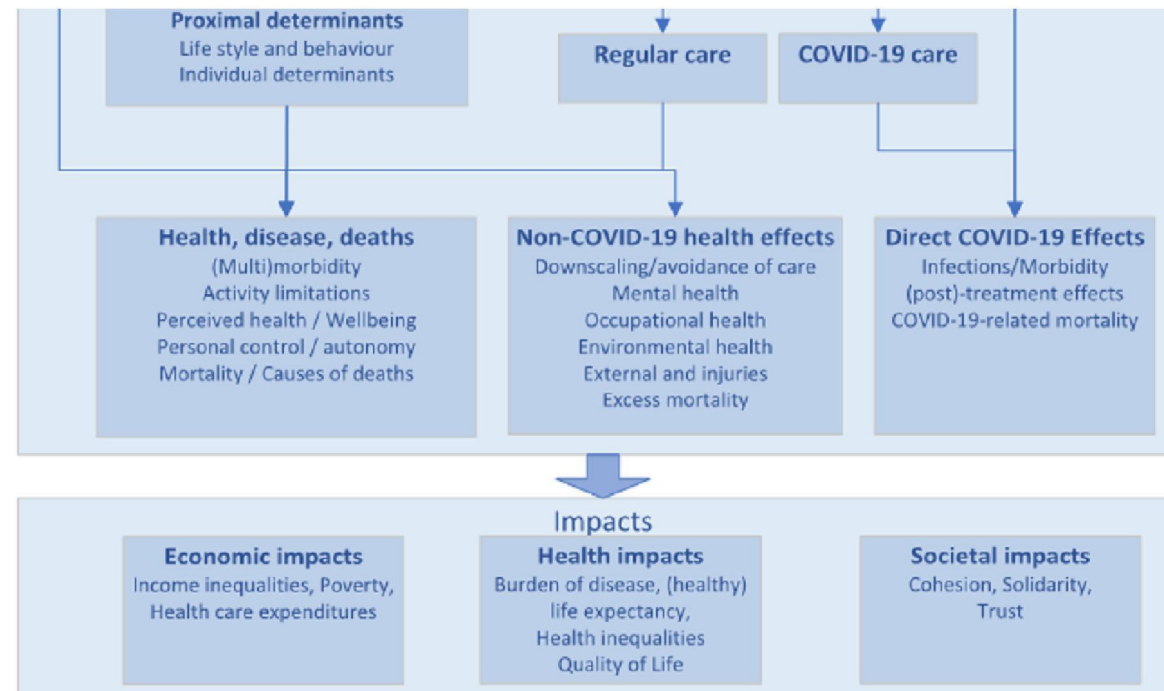 Proximal determinants
Life style and behaviour
Individual determinants
Regular care
COVID-19 care
Health, disease, deaths
(Multi)morbidity
Activity limitations
Perceived health / Wellbeing
Personal control / autonomy
Mortality / Causes of deaths
Non-COVID-19 health effects
Downscaling/avoidance of care
Mental health
Occupational health
Environmental health
External and injuries
Excess mortality
Direct COVID-19 Effects
Infections/Morbidity
(post)-treatment effects
COVID-19-related mortality
Impacts
Economic impacts
Income inequalities, Poverty,
Health care expenditures
Health impacts
Burden of disease, (healthy)
life expectancy,
Health inequalities
Quality of Life
Societal impacts
Cohesion, Solidarity,
Trust